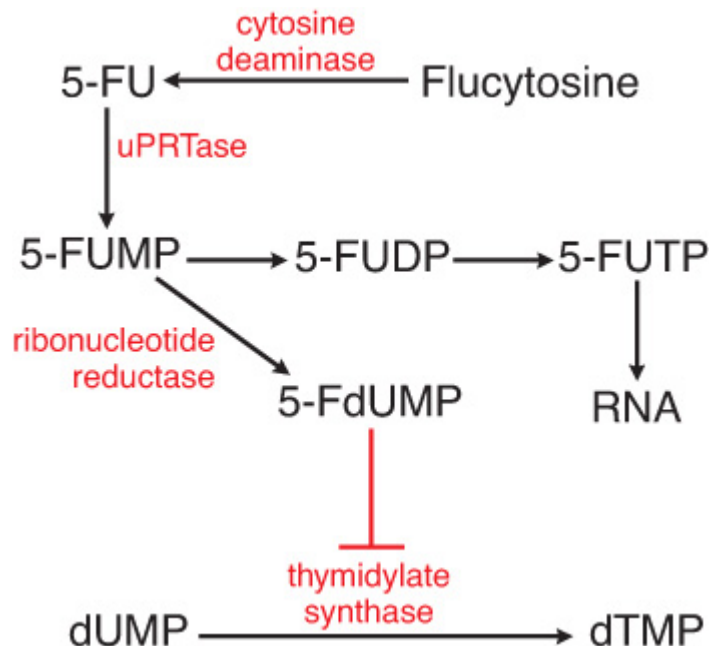 cytosine
deaminase
5-FU
Flucytosine
uPRTase
5-FUMP
5-FUDP
5-FUTP
ribonucleotide
reductase
5-FdUMP
RNA
thymidylate
synthase
dUMP
dTMP